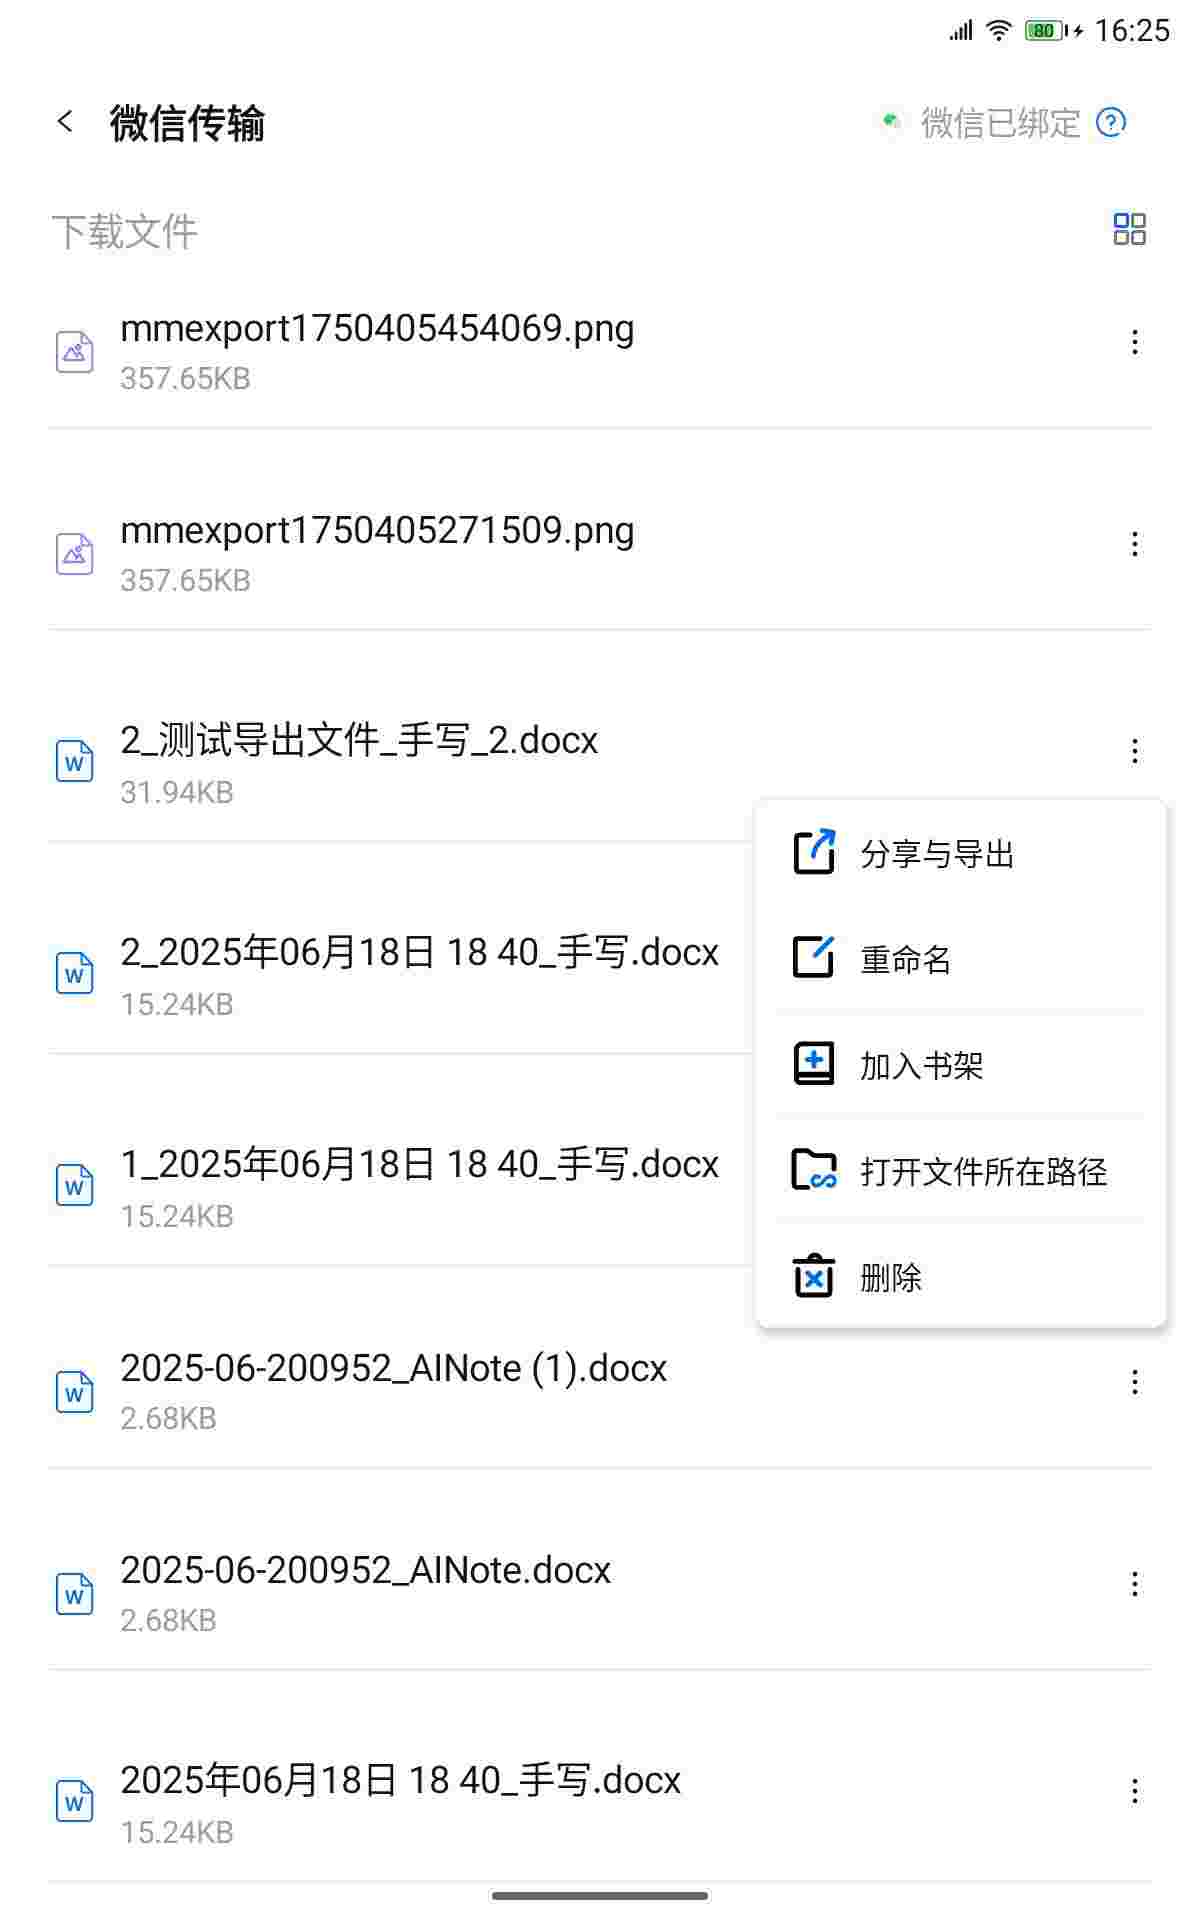 80 16:25
微信传输 微信已绑定
下载文件
mmexport1750405454069.png
357.65KB
mmexport1750405271509.png
357.65KB
2_测试导出文件_手写_2.docx
31.94KB
分享与导出
重命名
加入书架
打开文件所在路径
删除
2_2025年06月18日 18 40_手写.docx
15.24KB
1_2025年06月18日 18 40_手写.docx
15.24KB
2025-06-200952_AINote (1).docx
2.68KB
2025-06-200952_AINote.docx
2.68KB
2025年06月18日 18 40_手写.docx
15.24KB